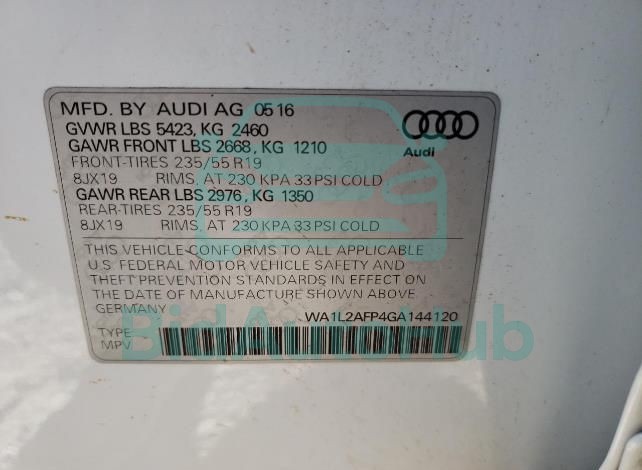 MFD. BY AUDI AG 05 16
GVWR LBS 5423, KG 2460
GAWR FRONT LBS 2668, KG 1210
FRONT-TIRES 235/55 R19
8JX19 RIMS, AT 230 KPA 33 PSI COLD
GAWR REAR LBS 2976, KG 1350
REAR-TIRES 235/55 R19
8JX19 RIMS, AT 230 KPA 33 PSI COLD
Audi
THIS VEHICLE CONFORMS TO ALL APPLICABLE
U.S. FEDERAL MOTOR VEHICLE SAFETY AND
THEFT PREVENTION STANDARDS IN EFFECT ON
THE DATE OF MANUFACTURE SHOWN ABOVE.
GERMANY WA1L2AFP4GA144120
TYPE
MPV
BidAutoHub